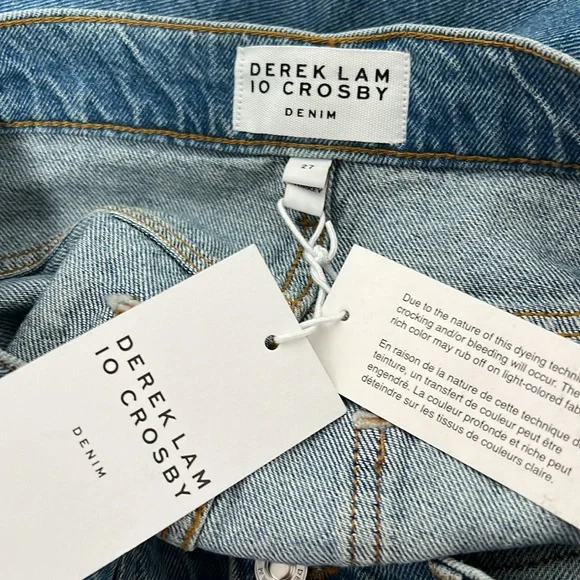 DEREK LAM
10 CROSBY
DENIM
27
DEREK LAM
10 CROSBY
DENIM
Due to the nature of this dyeing techni
crocking and/or bleeding will occur. The
rich color may rub off on light-colored fab
En raison de la nature de cette technique d
teinture, un transfert de couleur peut être
engendré. La couleur profonde et riche peut
déteindre sur les tissus de couleurs claire.